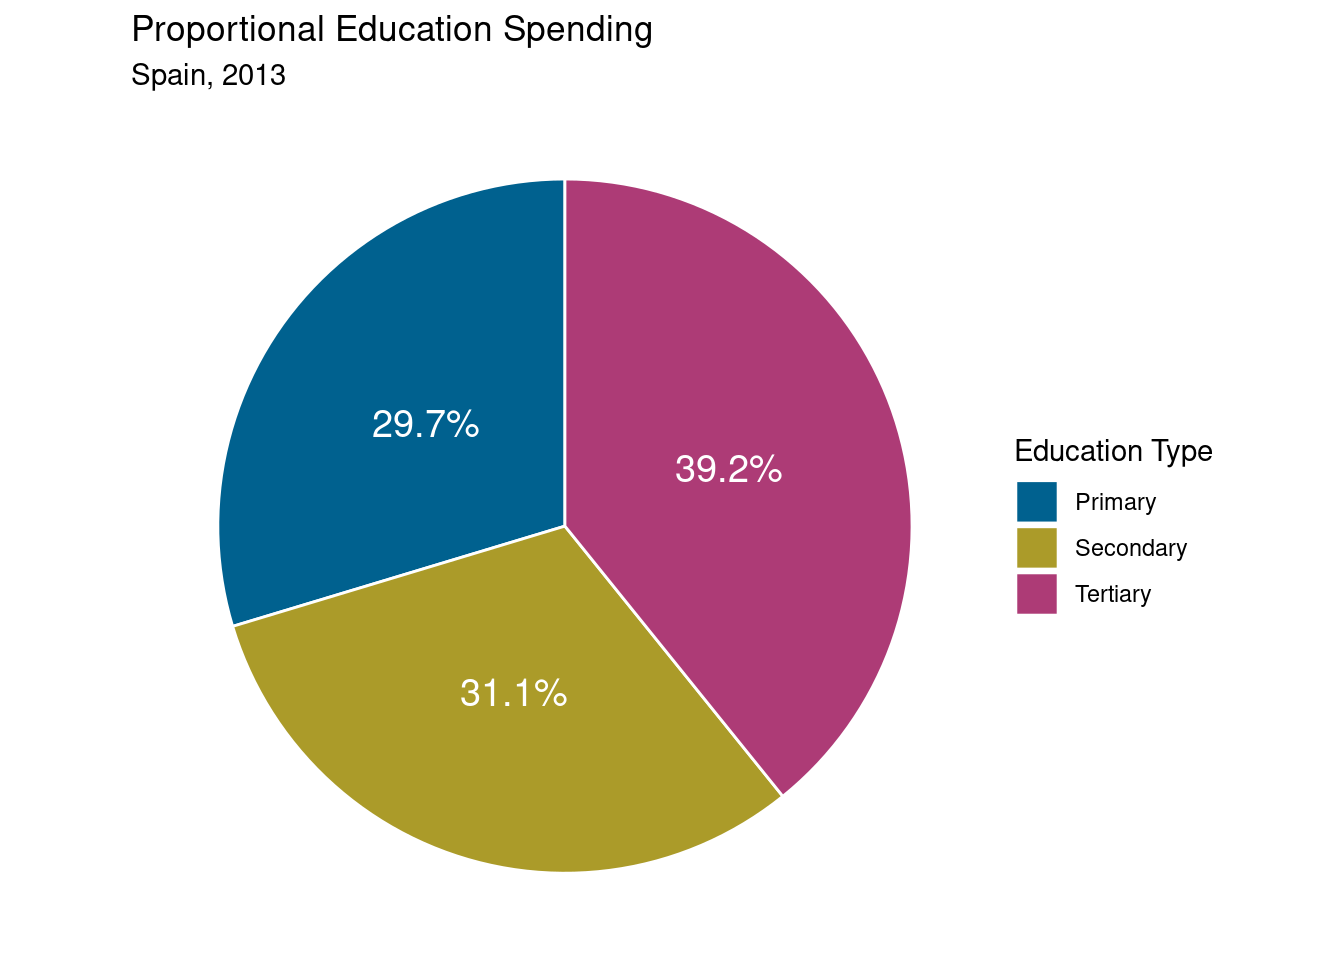 Proportional Education Spending
Spain, 2013
29.7%
39.2%
31.1%
Education Type
Primary
Secondary
Tertiary